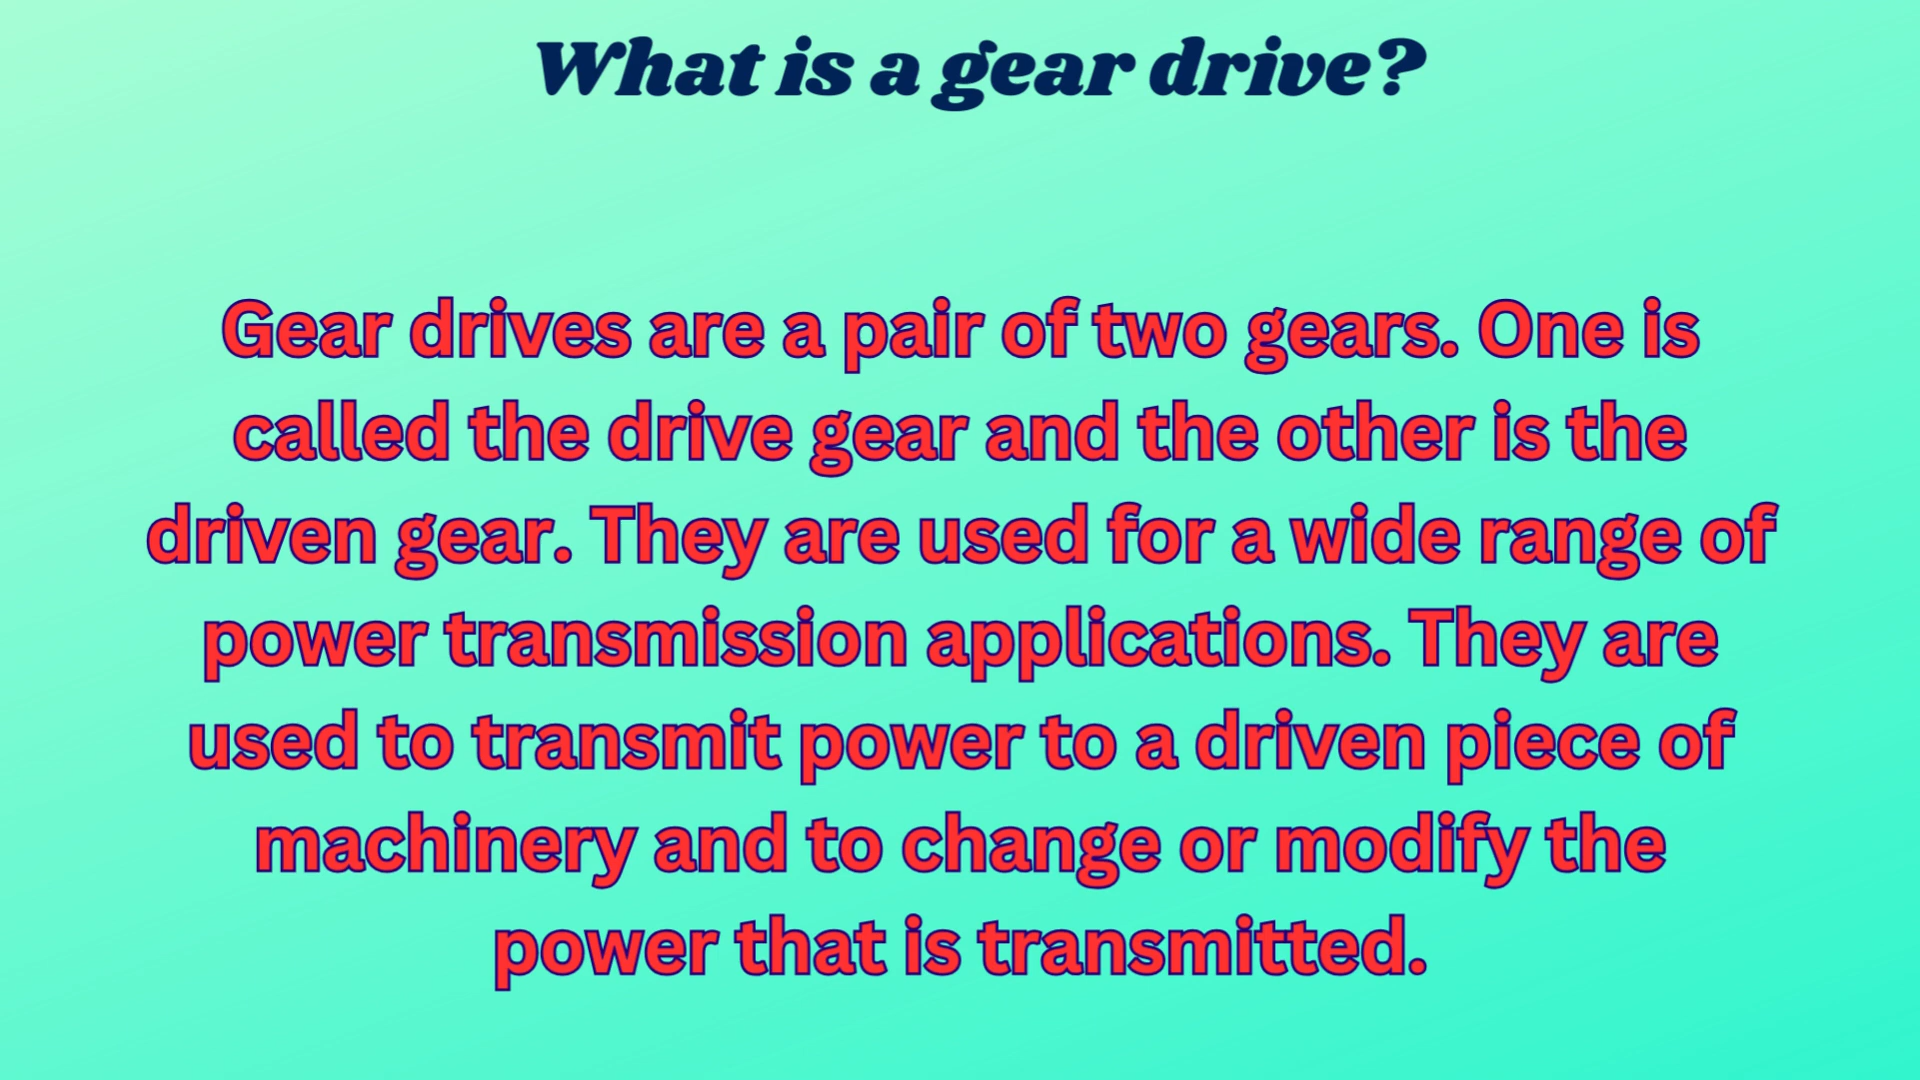 What is a gear drive?
Gear drives are a pair of two gears. One is
called the drive gear and the other is the
driven gear. They are used for a wide range of
power transmission applications. They are
used to transmit power to a driven piece of
machinery and to change or modify the
power that is transmitted.